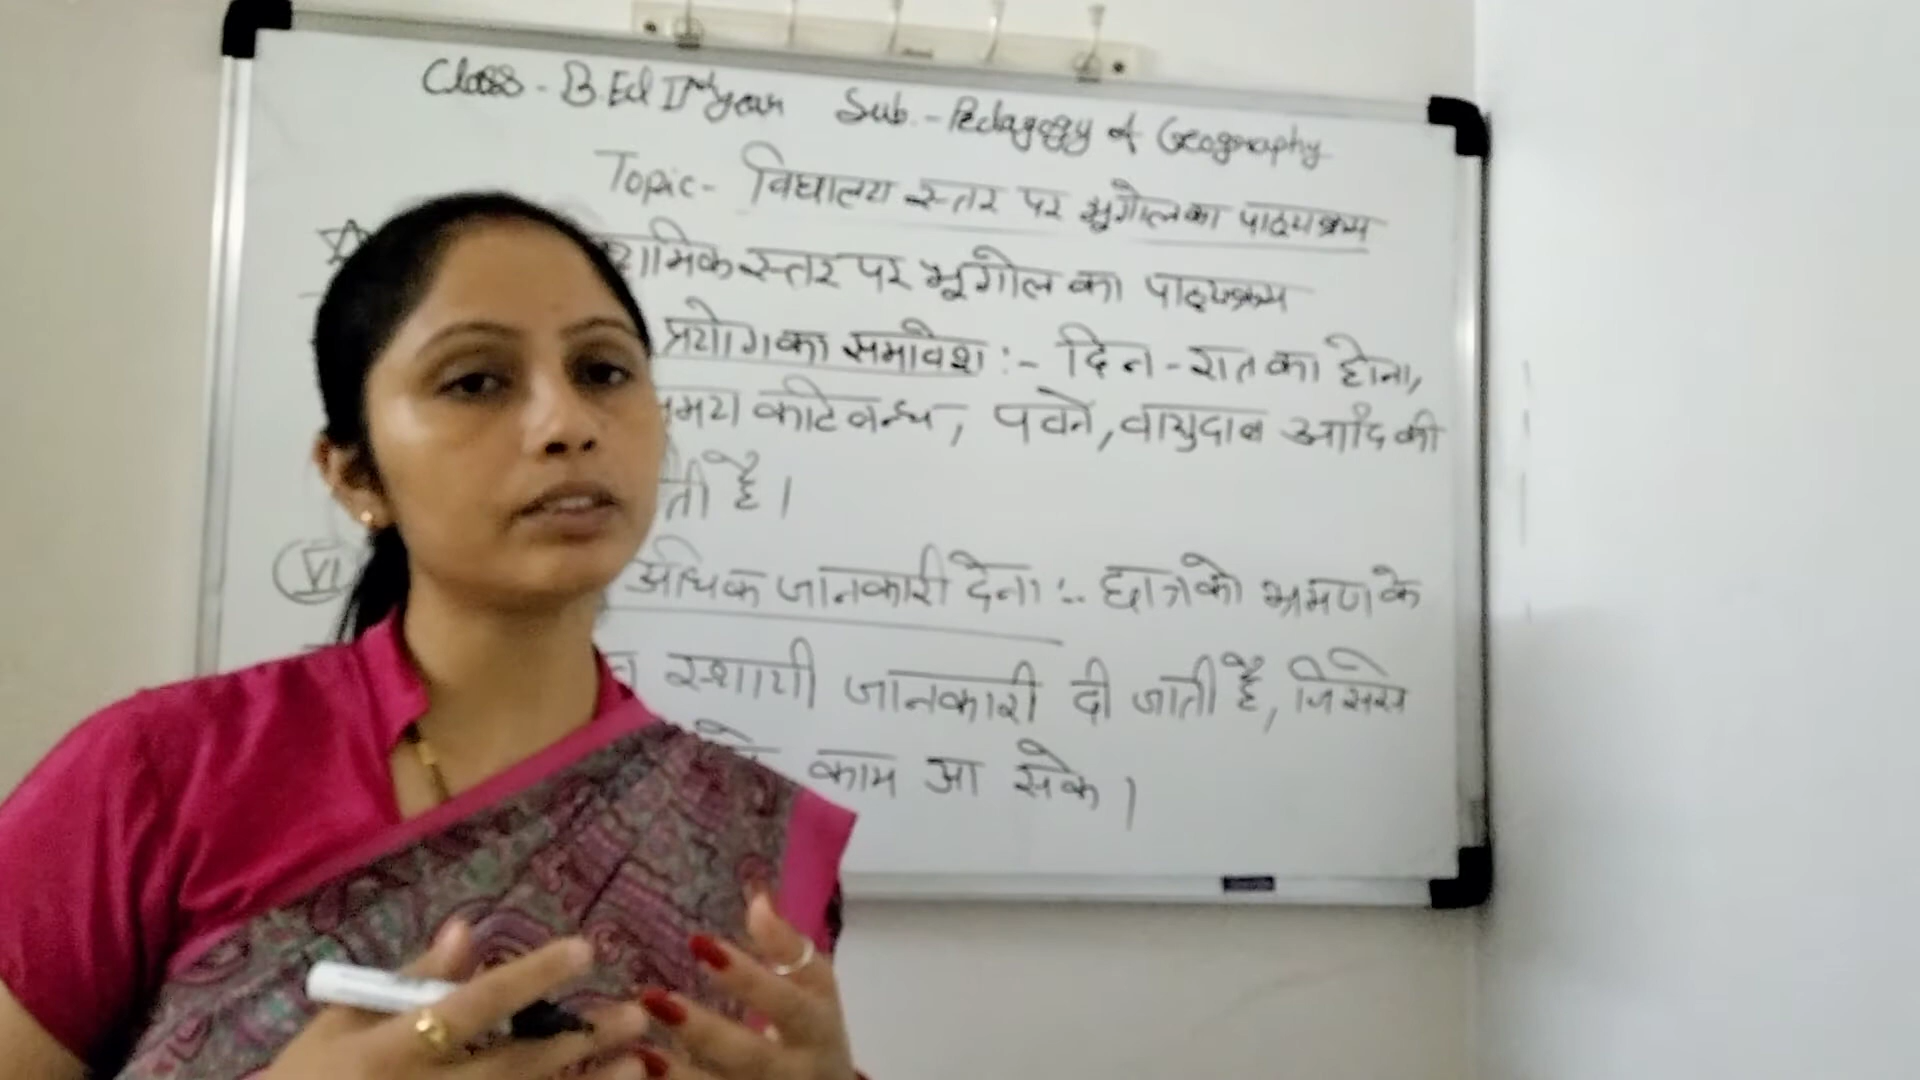 Class - B.Ed IInd year Sub. - Pedagogy of Geography
Topic - विद्यालय स्तर पर भूगोल का पाठ्यक्रम
स्तर पर भूगोल का पाठ्यक्रम
प्रयोग का समावेश :- दिन - रात का होना,
कटिबन्ध, पवने, वायुदाब आदि की
है।
VI अधिक जानकारी देना :- छात्र को भ्रमण के
स्थायी जानकारी दी जाती है, जिससे
काम आ सके।